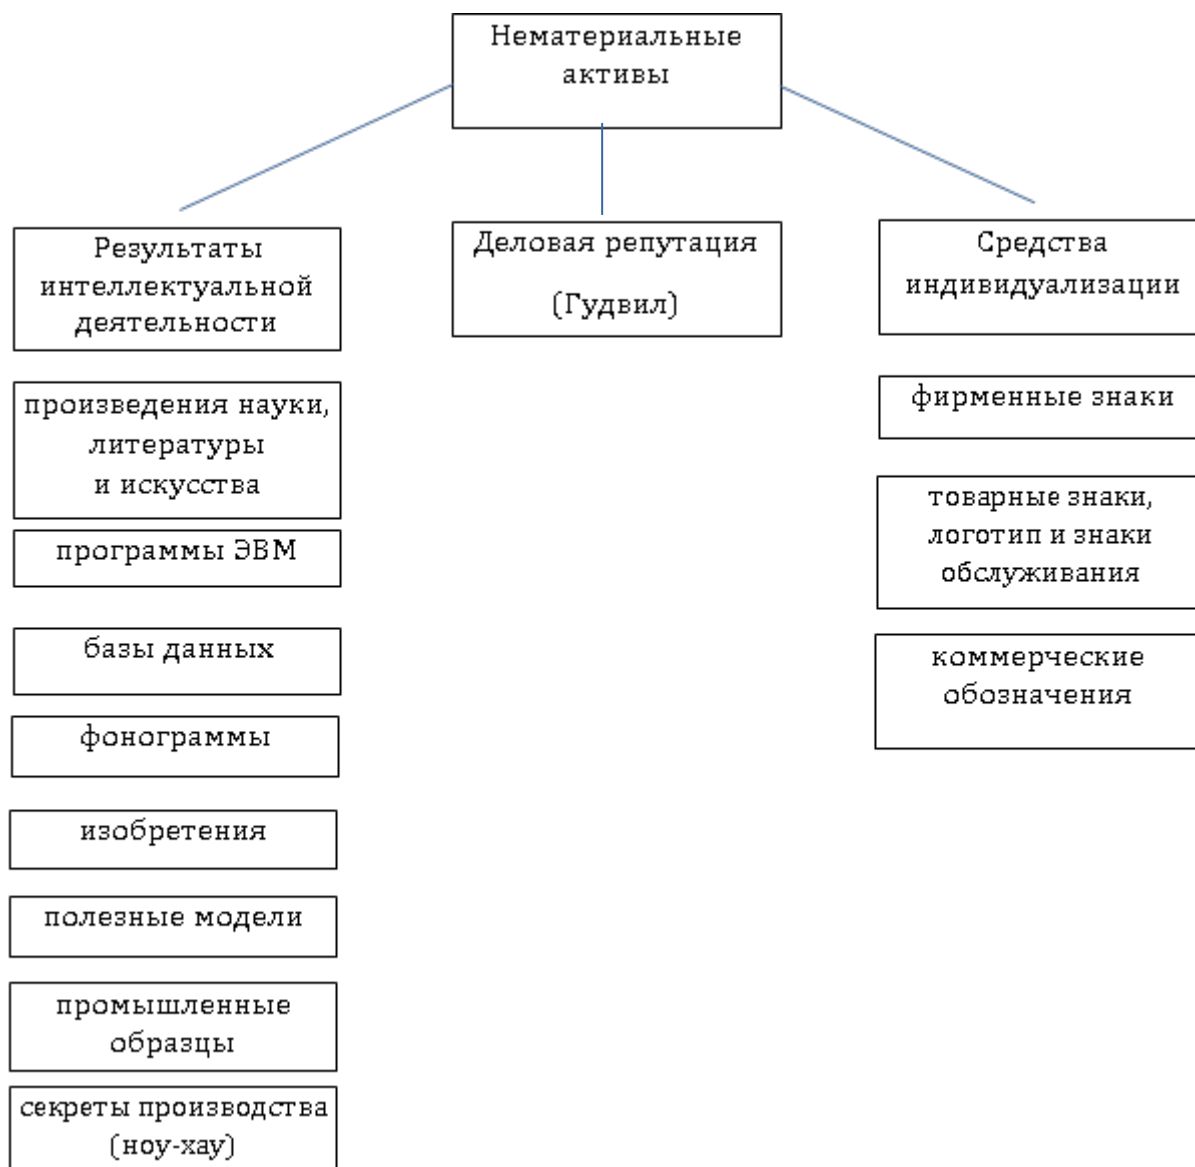 Нематериальные
активы
Результаты
интеллектуальной
деятельности
Деловая репутация
(Гудвил)
Средства
индивидуализации
произведения науки,
литературы
и искусства
программы ЭВМ
базы данных
фонограммы
изобретения
полезные модели
промышленные
образцы
секреты производства
(ноу-хау)
фирменные знаки
товарные знаки,
логотип и знаки
обслуживания
коммерческие
обозначения